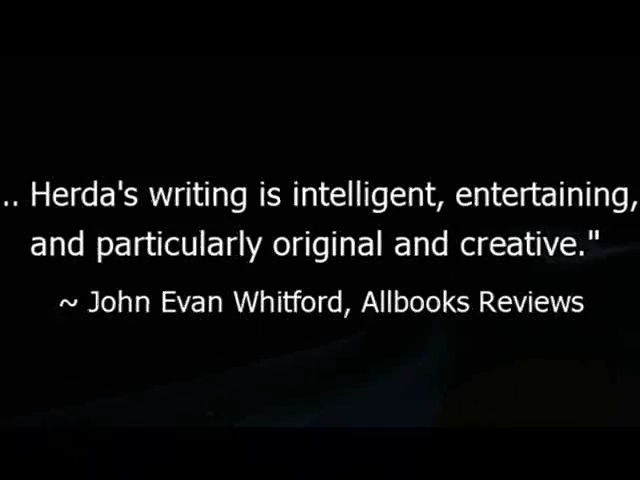 .. Herda's writing is intelligent, entertaining,
and particularly original and creative."
~ John Evan Whitford, Allbooks Reviews